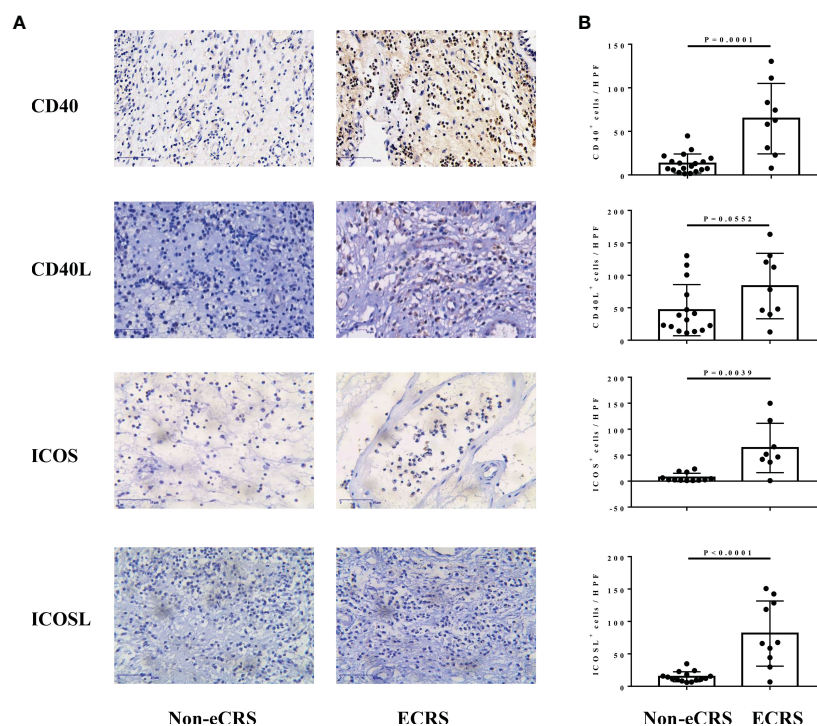 A
B
CD40
P=0.0001
CD40+ cells / HPF
150
100
50
0
CD40L
P=0.0552
CD40L+ cells / HPF
200
150
100
50
0
ICOS
P=0.0039
ICOS+ cells / HPF
200
150
100
50
0
-50
ICOSL
P<0.0001
ICOSL+ cells / HPF
200
150
100
50
0
Non-eCRS
ECRS
Non-eCRS
ECRS